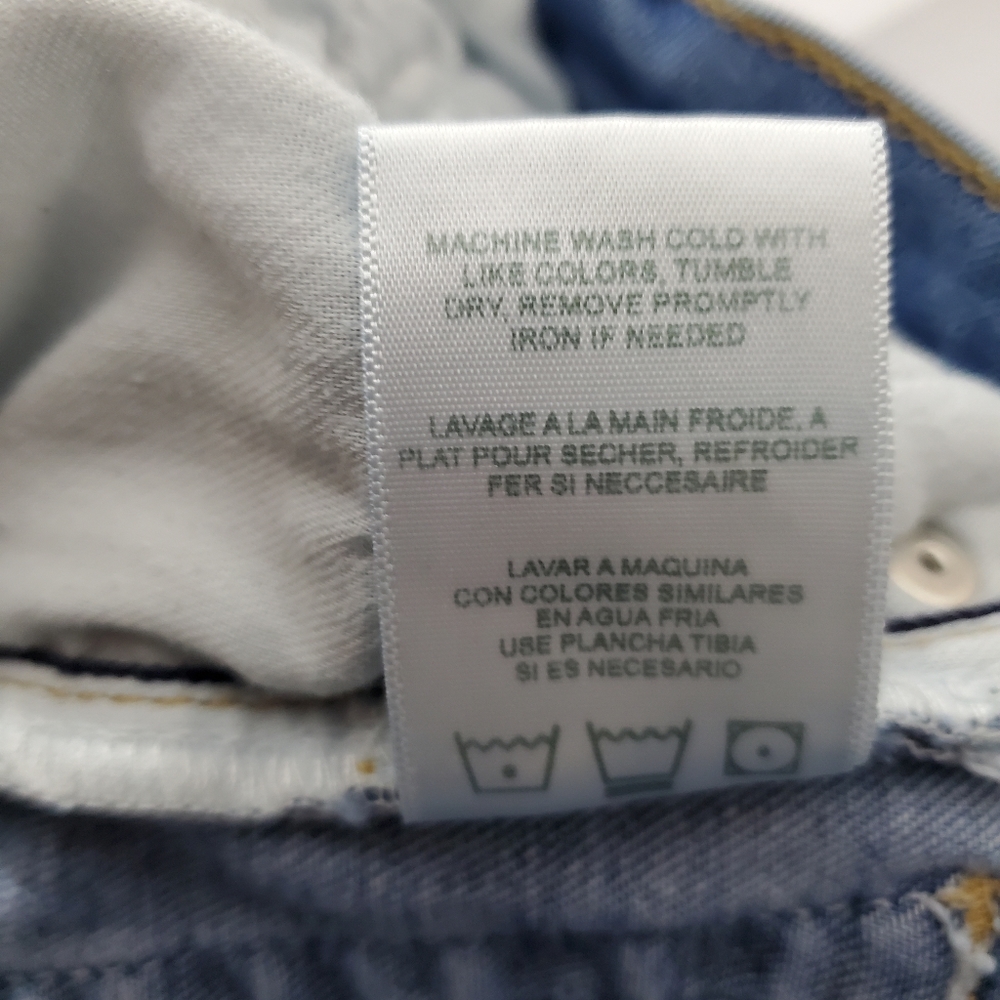 MACHINE WASH COLD WITH
LIKE COLORS, TUMBLE
DRY, REMOVE PROMPTLY
IRON IF NEEDED
LAVAGE A LA MAIN FROIDE, A
PLAT POUR SECHER, REFROIDER
FER SI NECCESAIRE
LAVAR A MAQUINA
CON COLORES SIMILARES
EN AGUA FRIA
USE PLANCHA TIBIA
SI ES NECESARIO